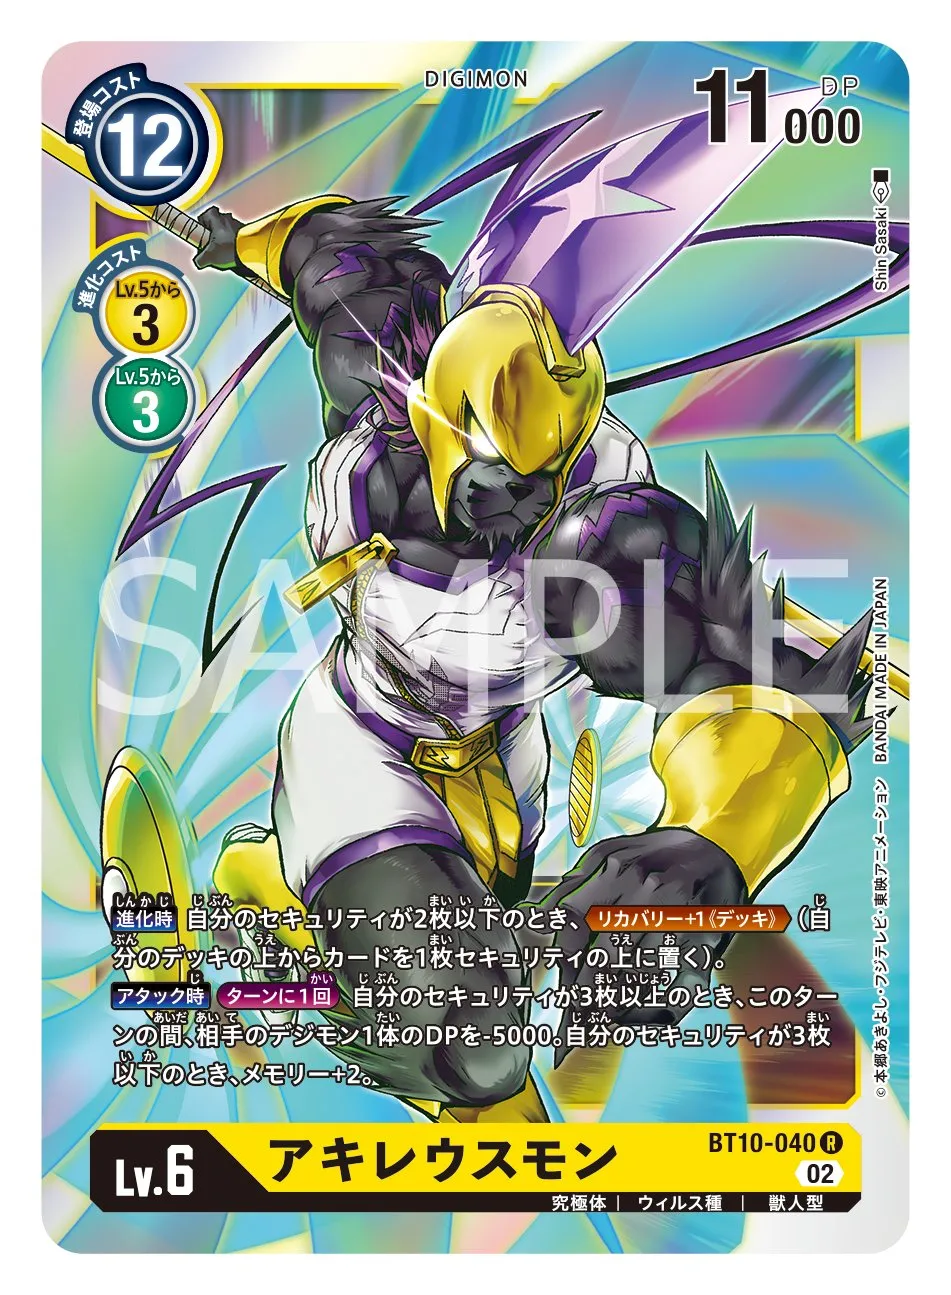 DIGIMON
登場コスト
12
DP
11000
進化コスト
Lv.5から
3
Lv.5から
3
Shin Sasaki
SAMPLE
BANDAI MADE IN JAPAN
© 本郷あきよし・フジテレビ・東映アニメーション
進化時 自分のセキュリティが2枚以下のとき、リカバリー+1《デッキ》（自
分のデッキの上からカードを1枚セキュリティの上に置く）。
アタック時 ターンに1回 自分のセキュリティが3枚以上のとき、このター
ンの間、相手のデジモン1体のDPを-5000。自分のセキュリティが3枚
以下のとき、メモリー+2。
Lv.6
アキレウスモン
BT10-040 R
02
究極体 | ウィルス種 | 獣人型